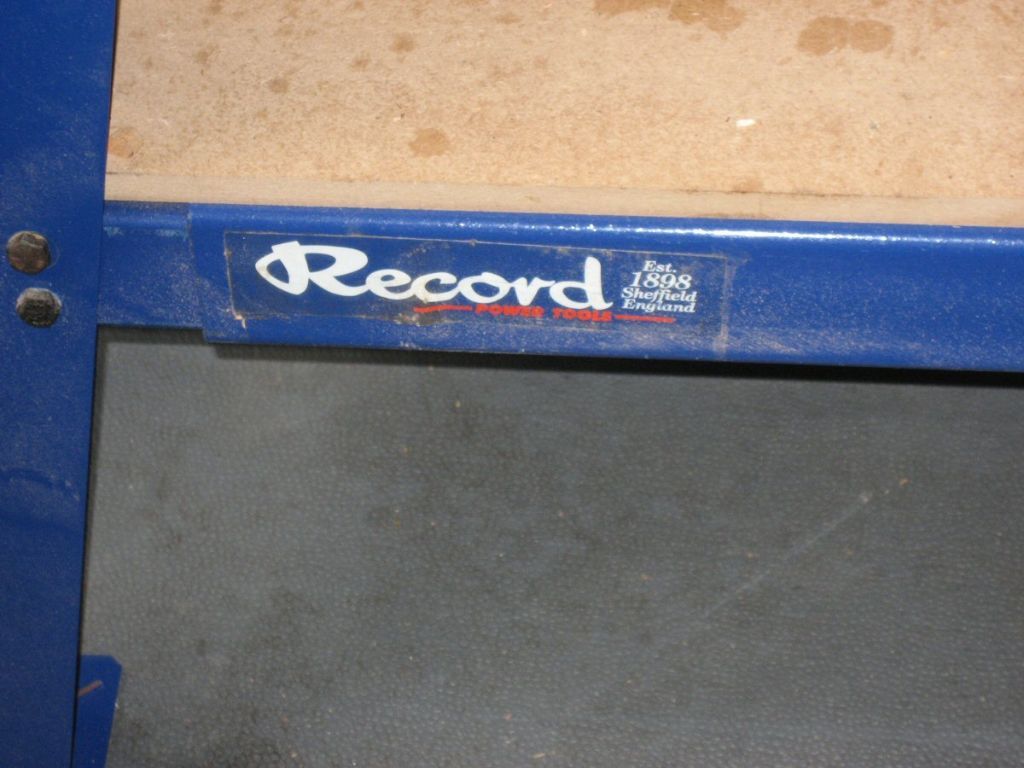 Record
POWER TOOLS
Est.
1898
Sheffield
England